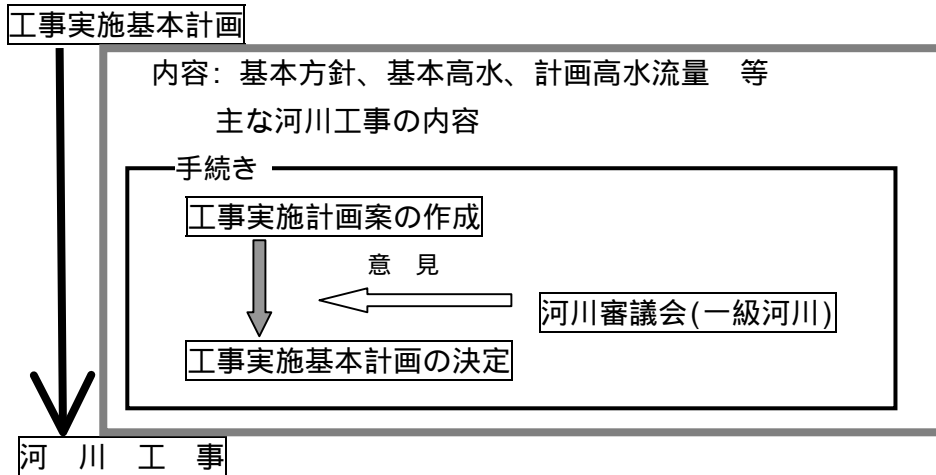 工事実施基本計画
内容：基本方針、基本高水、計画高水流量　等
主な河川工事の内容
手続き
工事実施計画案の作成
意　見
河川審議会(一級河川)
工事実施基本計画の決定
河　川　工　事